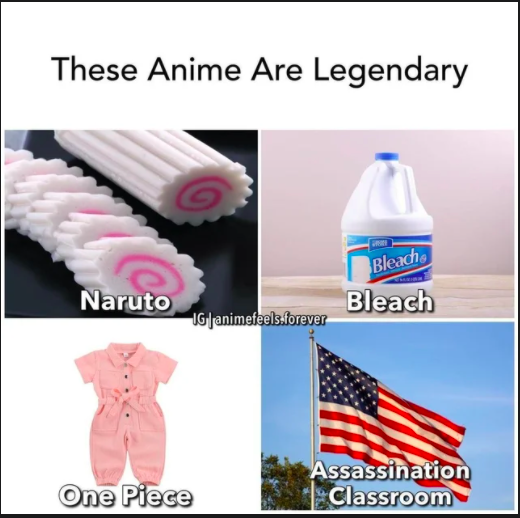 These Anime Are Legendary
Naruto
Bleach
Bleach
IG | animefeels.forever
One Piece
Assassination
Classroom